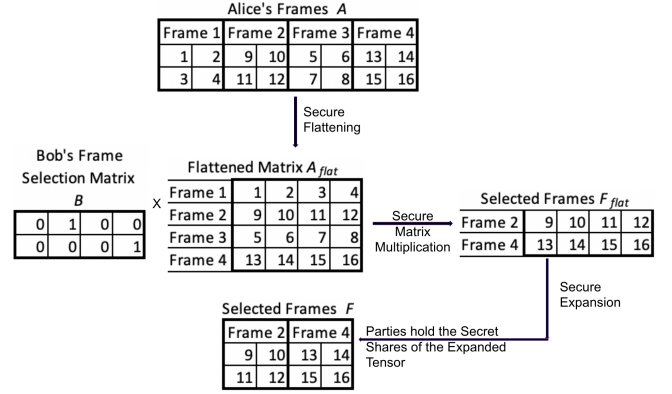 Alice's Frames A
Frame 1 Frame 2 Frame 3 Frame 4
1 2 9 10 5 6 13 14
3 4 11 12 7 8 15 16
Secure
Flattening
Bob's Frame
Selection Matrix
B
0 1 0 0
0 0 0 1
X
Flattened Matrix A flat
Frame 1 1 2 3 4
Frame 2 9 10 11 12
Frame 3 5 6 7 8
Frame 4 13 14 15 16
Secure
Matrix
Multiplication
Selected Frames F flat
Frame 2 9 10 11 12
Frame 4 13 14 15 16
Secure
Expansion
Selected Frames F
Frame 2 Frame 4
9 10 13 14
11 12 15 16
Parties hold the Secret
Shares of the Expanded
Tensor